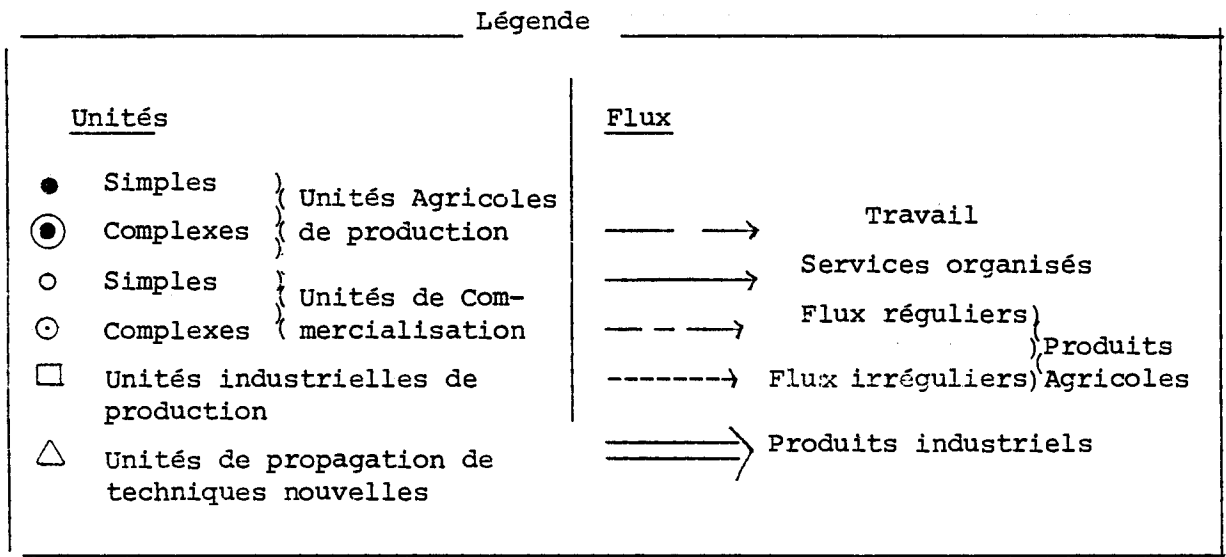 Légende
Unités
Simples
Complexes
Unités Agricoles
de production
Simples
Complexes
Unités de Com-
mercialisation
Unités industrielles de
production
Unités de propagation de
techniques nouvelles
Flux
Travail
Services organisés
Flux réguliers
Flux irréguliers
Produits
Agricoles
Produits industriels